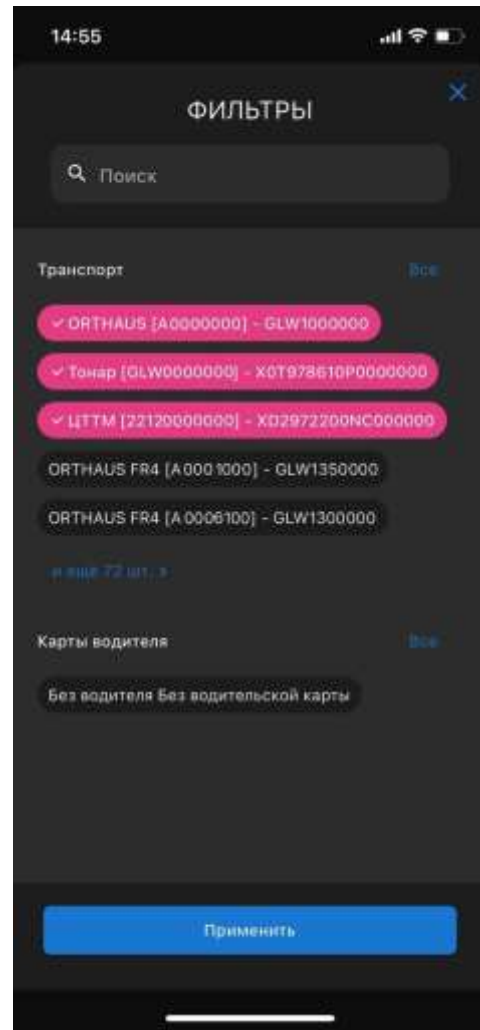 14:55
ФИЛЬТРЫ
Поиск
Транспорт
Все
ORTHAUS [A0000000] - GLW1000000
Тонар [GLW0000000] - X0T978610P0000000
ЦТТМ [22120000000] - XD2972200NC000000
ORTHAUS FR4 [A0001000] - GLW1350000
ORTHAUS FR4 [A0006100] - GLW1300000
и еще 72 шт. >
Карты водителя
Все
Без водителя Без водительской карты
Применить